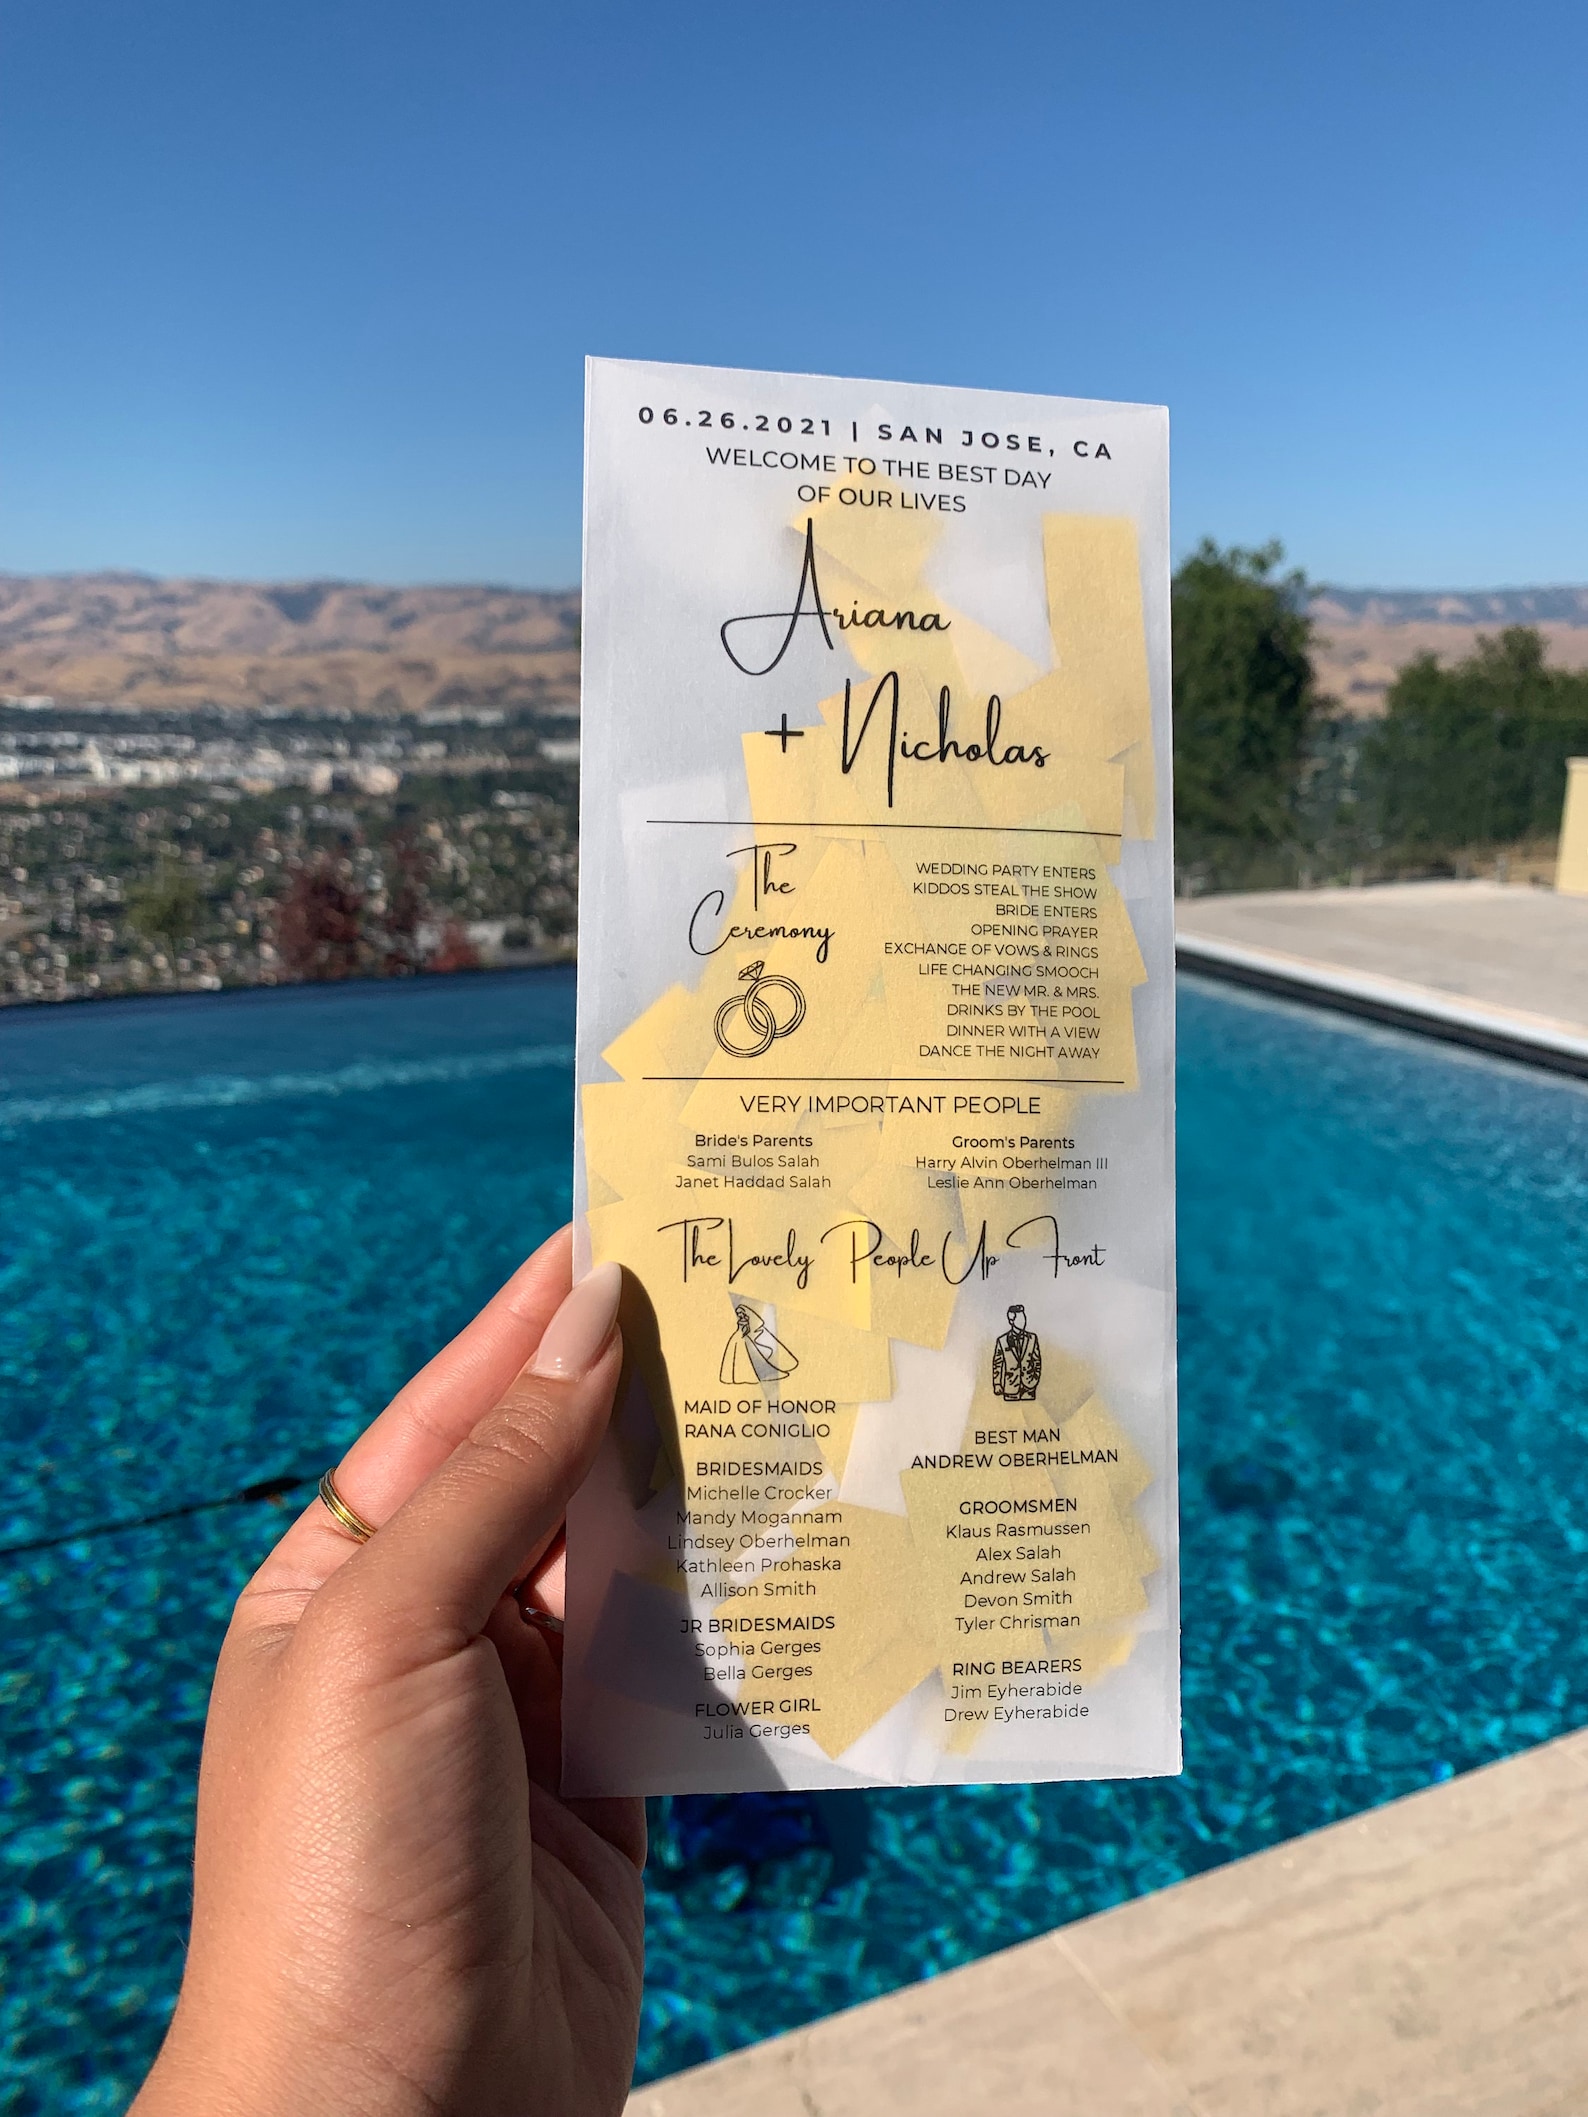 06.26.2021 | SAN JOSE, CA
WELCOME TO THE BEST DAY
OF OUR LIVES
Ariana
+ Nicholas
The
Ceremony
WEDDING PARTY ENTERS
KIDDOS STEAL THE SHOW
BRIDE ENTERS
OPENING PRAYER
EXCHANGE OF VOWS & RINGS
LIFE CHANGING SMOOCH
THE NEW MR. & MRS.
DRINKS BY THE POOL
DINNER WITH A VIEW
DANCE THE NIGHT AWAY
VERY IMPORTANT PEOPLE
Bride's Parents
Sami Bulos Salah
Janet Haddad Salah
Groom's Parents
Harry Alvin Oberhelman III
Leslie Ann Oberhelman
The Lovely People Up Front
MAID OF HONOR
RANA CONIGLIO
BRIDESMAIDS
Michelle Crocker
Mandy Mogannam
Lindsey Oberhelman
Kathleen Prohaska
Allison Smith
JR BRIDESMAIDS
Sophia Gerges
Bella Gerges
FLOWER GIRL
Julia Gerges
BEST MAN
ANDREW OBERHELMAN
GROOMSMEN
Klaus Rasmussen
Alex Salah
Andrew Salah
Devon Smith
Tyler Chrisman
RING BEARERS
Jim Eyherabide
Drew Eyherabide